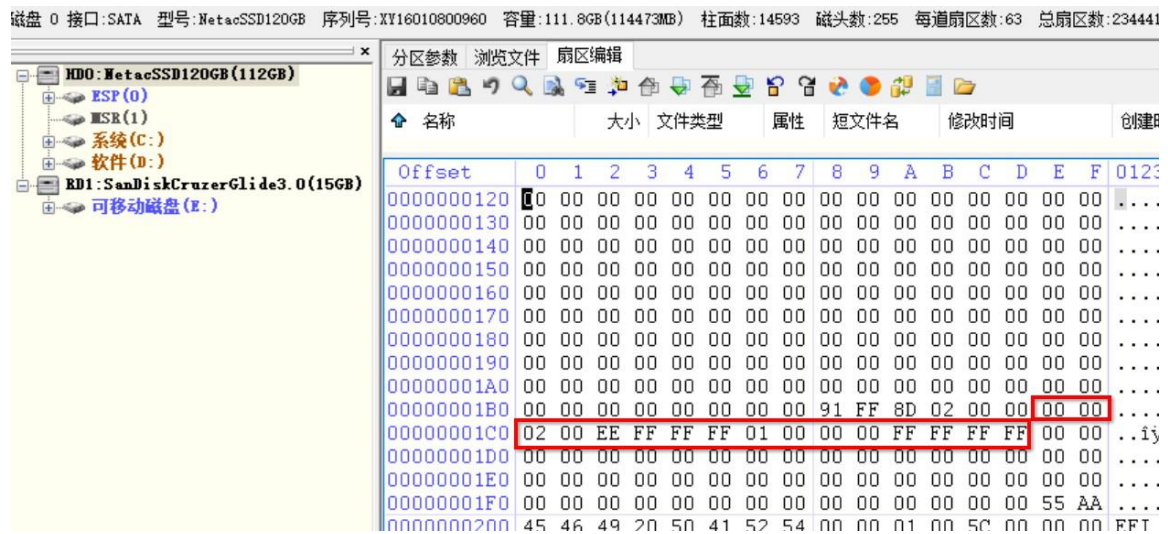 磁盘 0 接口:SATA 型号:NetacSSD120GB 序列号:XY16010800960 容量:111.8GB(114473MB) 柱面数:14593 磁头数:255 每道扇区数:63 总扇区数:234441
HD0:NetacSSD120GB(112GB)
ESP(0)
MSR(1)
系统(C:)
软件(D:)
RD1:SanDiskCruzerGlide3.0(15GB)
可移动磁盘(E:)
分区参数 浏览文件 扇区编辑
名称 大小 文件类型 属性 短文件名 修改时间 创建时
Offset 0 1 2 3 4 5 6 7 8 9 A B C D E F 0123
0000000120 00 00 00 00 00 00 00 00 00 00 00 00 00 00 00 00 ....
0000000130 00 00 00 00 00 00 00 00 00 00 00 00 00 00 00 00 ....
0000000140 00 00 00 00 00 00 00 00 00 00 00 00 00 00 00 00 ....
0000000150 00 00 00 00 00 00 00 00 00 00 00 00 00 00 00 00 ....
0000000160 00 00 00 00 00 00 00 00 00 00 00 00 00 00 00 00 ....
0000000170 00 00 00 00 00 00 00 00 00 00 00 00 00 00 00 00 ....
0000000180 00 00 00 00 00 00 00 00 00 00 00 00 00 00 00 00 ....
0000000190 00 00 00 00 00 00 00 00 00 00 00 00 00 00 00 00 ....
00000001A0 00 00 00 00 00 00 00 00 00 00 00 00 00 00 00 00 ....
00000001B0 00 00 00 00 00 00 00 00 91 FF 8D 02 00 00 00 00 ....
00000001C0 02 00 EE FF FF FF 01 00 00 00 FF FF FF FF 00 00 ..îÿ
00000001D0 00 00 00 00 00 00 00 00 00 00 00 00 00 00 00 00 ....
00000001E0 00 00 00 00 00 00 00 00 00 00 00 00 00 00 00 00 ....
00000001F0 00 00 00 00 00 00 00 00 00 00 00 00 00 00 55 AA ....
0000000200 45 46 49 20 50 41 52 54 00 00 01 00 5C 00 00 00 EFI